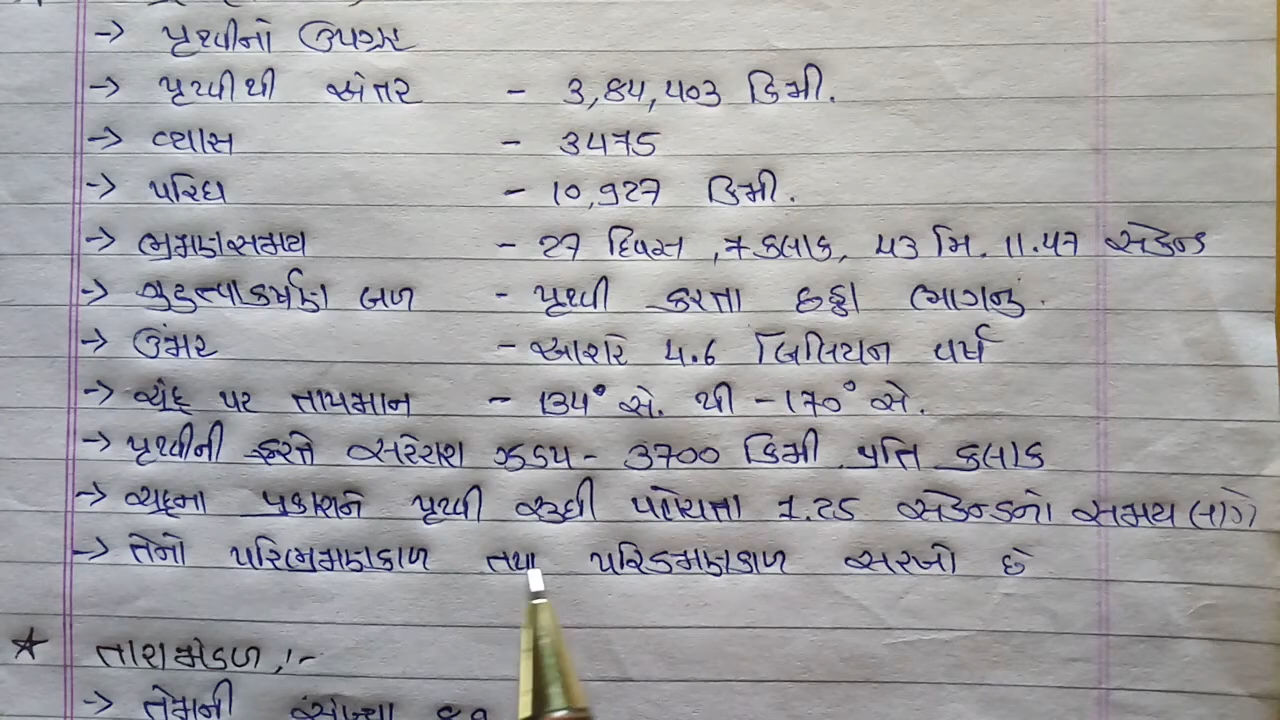 → પૃથ્વીનો ઉપગ્રહ
→ પૃથ્વીથી અંતર - 3,84,403 કિમી.
→ વ્યાસ - 3475
→ પરિઘ - 10,927 કિમી.
→ ભ્રમણસમય - 27 દિવસ, 7 કલાક, 43 મિ. 11.47 સેકન્ડ
→ ગુરુત્વાકર્ષણ બળ - પૃથ્વી કરતા છઠ્ઠા ભાગનું.
→ ઉંમર - આશરે 4.6 બિલિયન વર્ષ
→ ચંદ્ર પર તાપમાન - 134° સે. થી -170° સે.
→ પૃથ્વીની ફરતે સરેરાશ ઝડપ - 3700 કિમી પ્રતિ કલાક
→ ચંદ્રના પ્રકાશને પૃથ્વી સુધી પહોંચતા 1.25 સેકન્ડનો સમય લાગે
→ તેનો પરિભ્રમણકાળ તથા પરિક્રમણકાળ સરખો છે
★ તારામંડળ :-
→ તેમની સંખ્યા